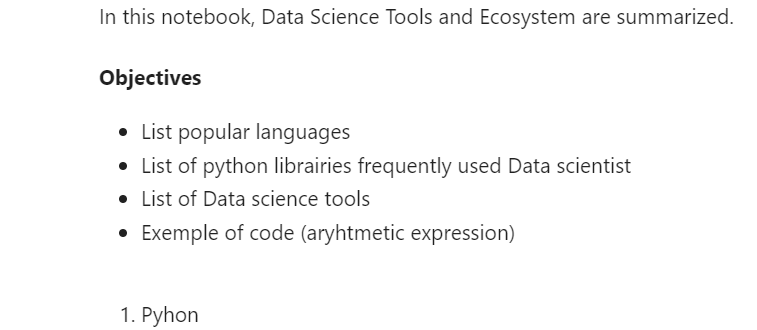 In this notebook, Data Science Tools and Ecosystem are summarized.
Objectives
• List popular languages
• List of python librairies frequently used Data scientist
• List of Data science tools
• Exemple of code (aryhtmetic expression)
1. Pyhon